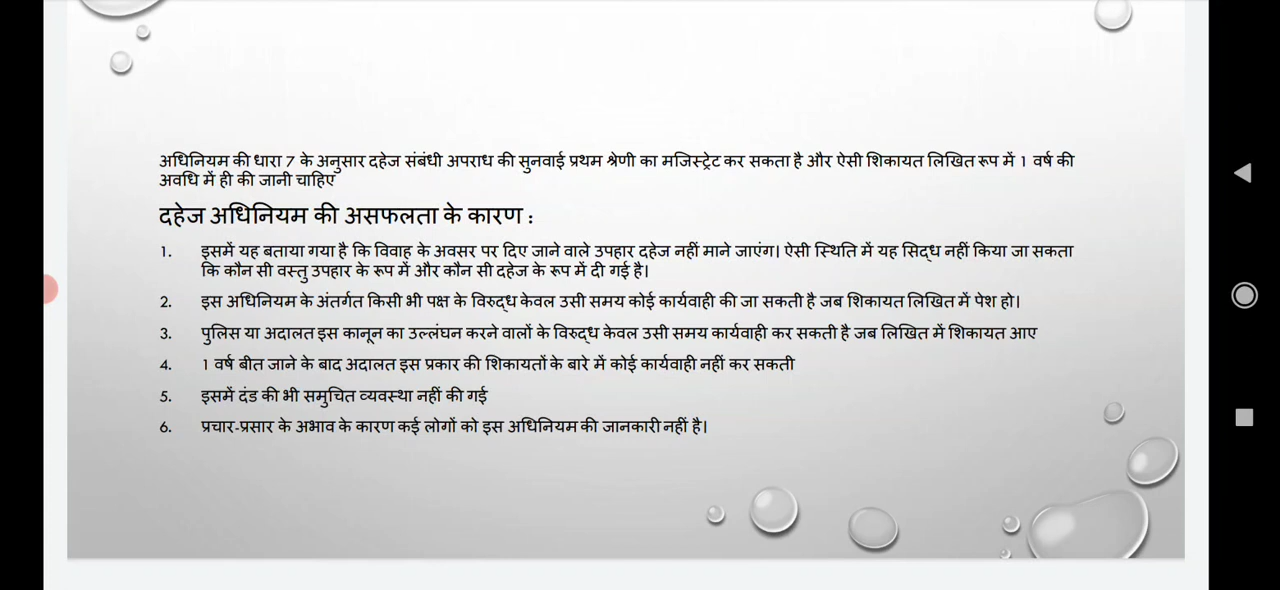 अधिनियम की धारा 7 के अनुसार दहेज संबंधी अपराध की सुनवाई प्रथम श्रेणी का मजिस्ट्रेट कर सकता है और ऐसी शिकायत लिखित रूप में 1 वर्ष की
अवधि में ही की जानी चाहिए
दहेज अधिनियम की असफलता के कारण :
1. इसमें यह बताया गया है कि विवाह के अवसर पर दिए जाने वाले उपहार दहेज नहीं माने जाएंग। ऐसी स्थिति में यह सिद्ध नहीं किया जा सकता
कि कौन सी वस्तु उपहार के रूप में और कौन सी दहेज के रूप में दी गई है।
2. इस अधिनियम के अंतर्गत किसी भी पक्ष के विरुद्ध केवल उसी समय कोई कार्यवाही की जा सकती है जब शिकायत लिखित में पेश हो।
3. पुलिस या अदालत इस कानून का उल्लंघन करने वालों के विरुद्ध केवल उसी समय कार्यवाही कर सकती है जब लिखित में शिकायत आए
4. 1 वर्ष बीत जाने के बाद अदालत इस प्रकार की शिकायतों के बारे में कोई कार्यवाही नहीं कर सकती
5. इसमें दंड की भी समुचित व्यवस्था नहीं की गई
6. प्रचार-प्रसार के अभाव के कारण कई लोगों को इस अधिनियम की जानकारी नहीं है।